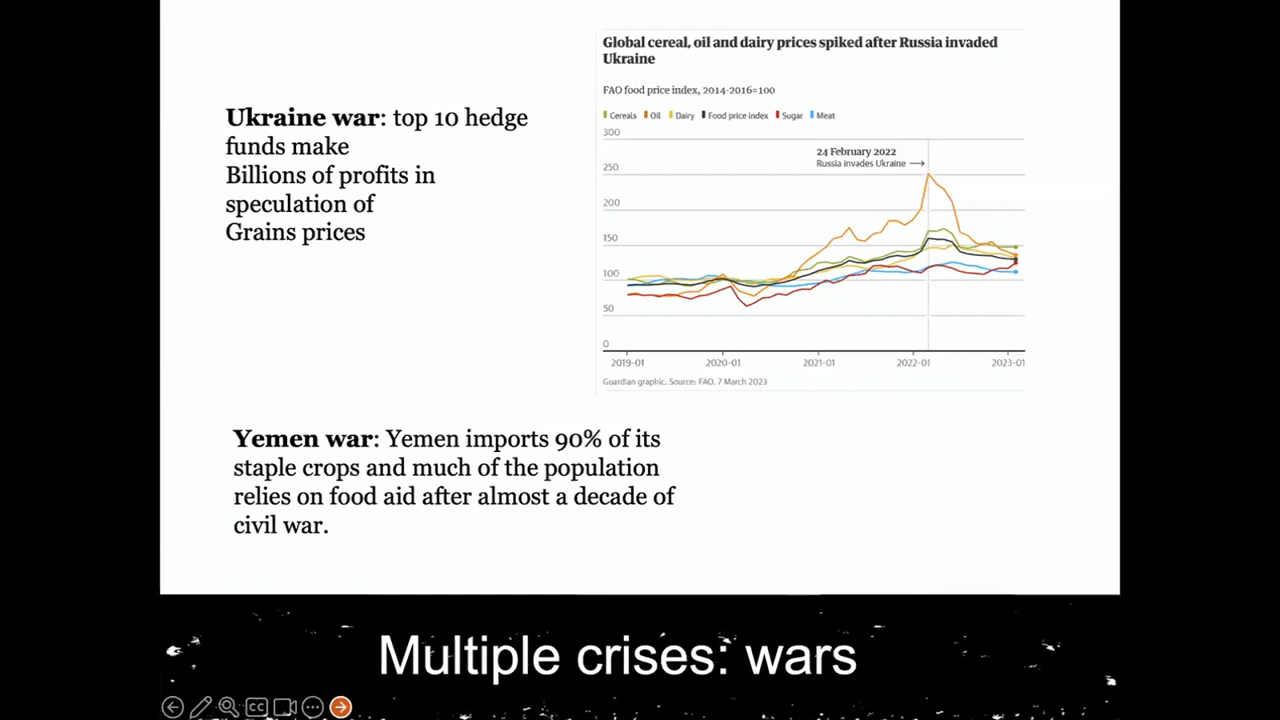 Global cereal, oil and dairy prices spiked after Russia invaded
Ukraine
FAO food price index, 2014-2016=100
Cereals Oil Dairy Food price index Sugar Meat
300
250
200
150
100
50
0
24 February 2022
Russia invades Ukraine
2019-01 2020-01 2021-01 2022-01 2023-01
Guardian graphic. Source: FAO, 7 March 2023
Ukraine war: top 10 hedge
funds make
Billions of profits in
speculation of
Grains prices
Yemen war: Yemen imports 90% of its
staple crops and much of the population
relies on food aid after almost a decade of
civil war.
Multiple crises: wars
CC